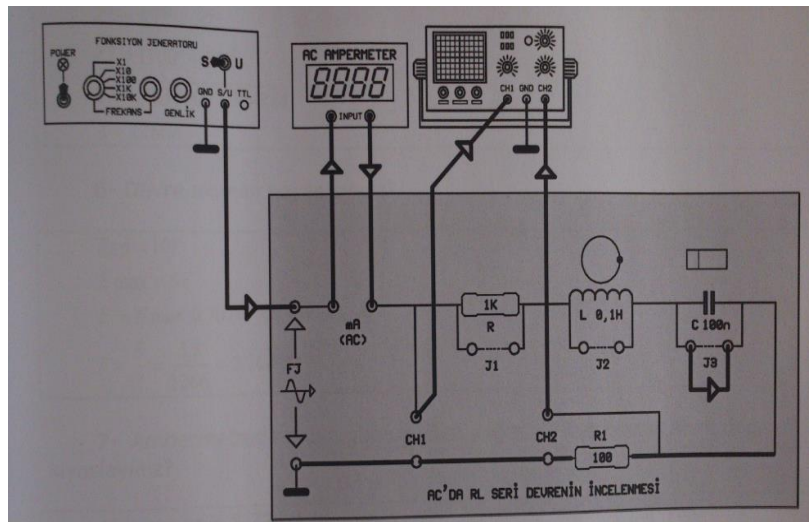 FONKSİYON JENERATORU
POWER
X1
X10
X100
X1K
X10K
S U
GND S/U TTL
FREKANS
GENLİK
AC AMPERMETER
8888
INPUT
CH1 GND CH2
mA
(AC)
1K
R
J1
L 0,1H
J2
C 100n
J3
FJ
CH1
CH2
R1
100
AC'DA RL SERİ DEVRENİN İNCELENMESİ